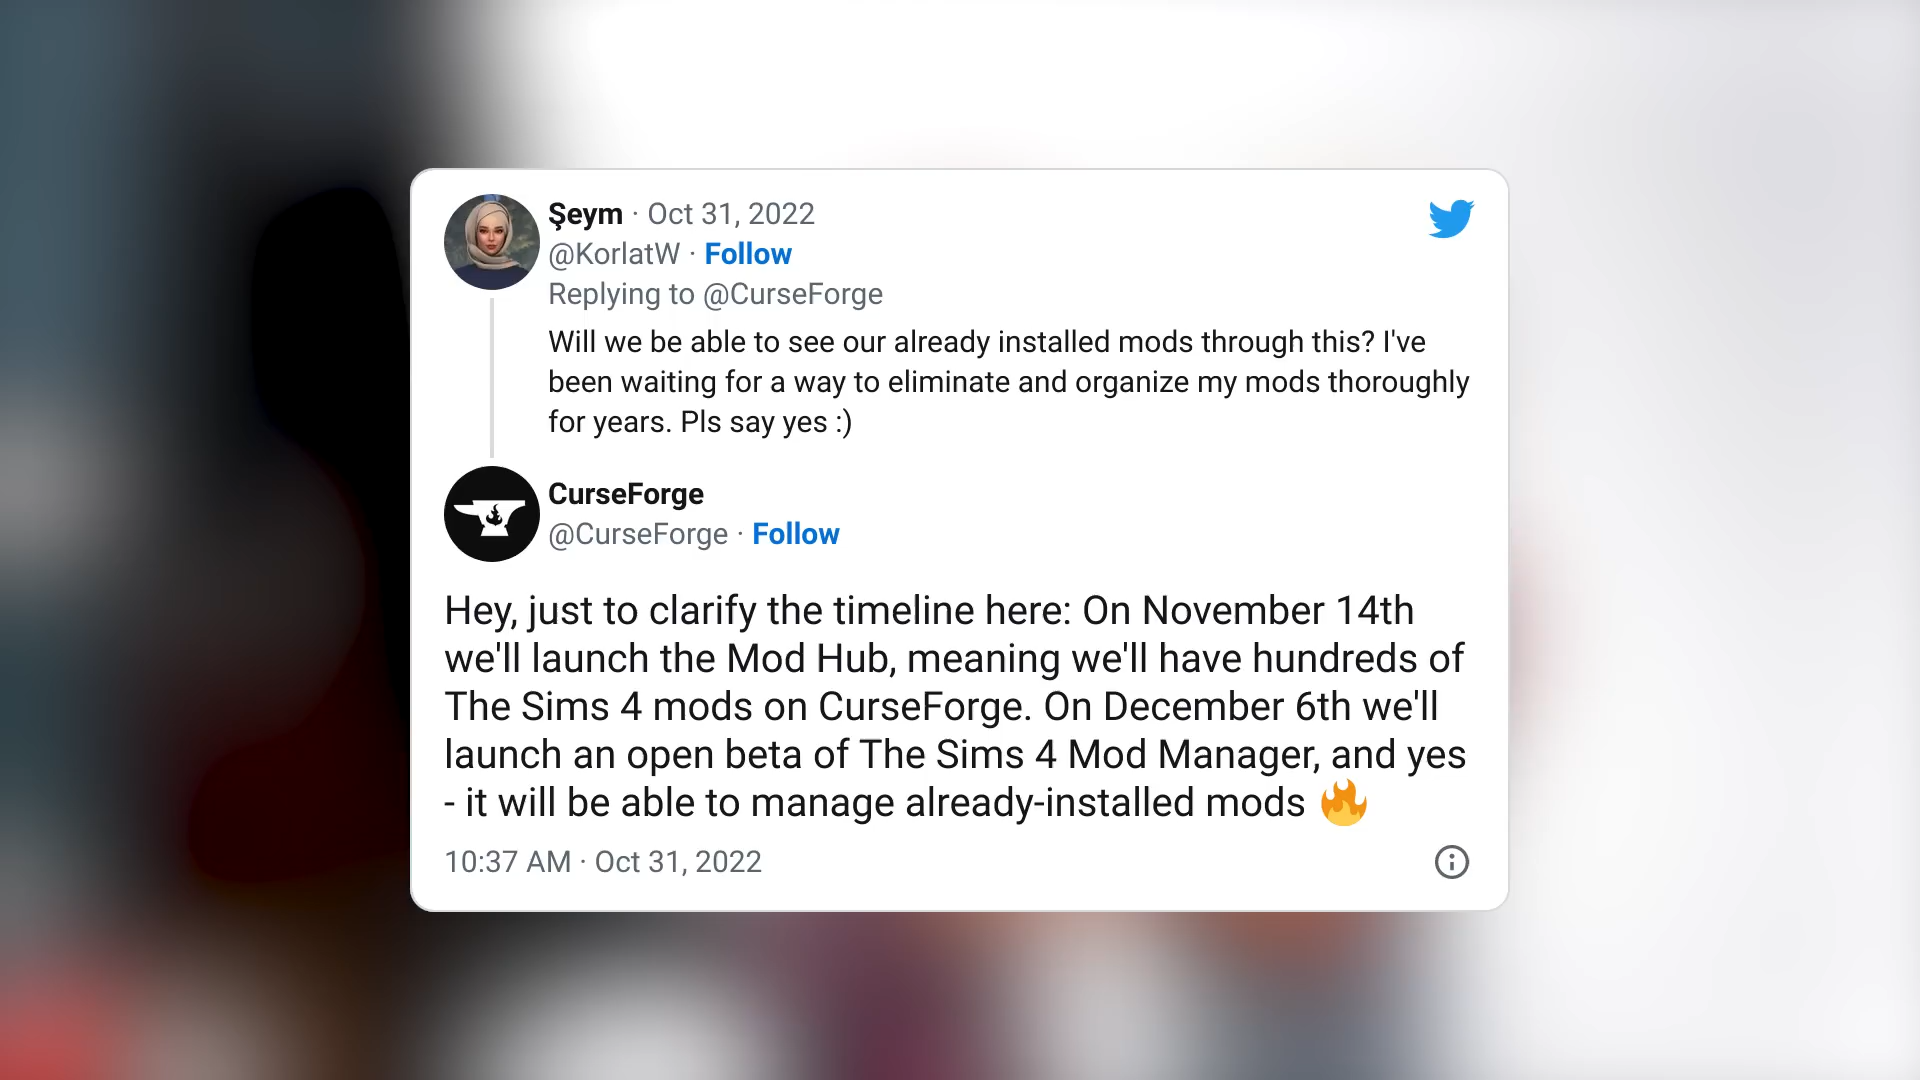 Şeym · Oct 31, 2022
@KorlatW · Follow
Replying to @CurseForge
Will we be able to see our already installed mods through this? I've
been waiting for a way to eliminate and organize my mods thoroughly
for years. Pls say yes :)
CurseForge
@CurseForge · Follow
Hey, just to clarify the timeline here: On November 14th
we'll launch the Mod Hub, meaning we'll have hundreds of
The Sims 4 mods on CurseForge. On December 6th we'll
launch an open beta of The Sims 4 Mod Manager, and yes
- it will be able to manage already-installed mods 🔥
10:37 AM · Oct 31, 2022